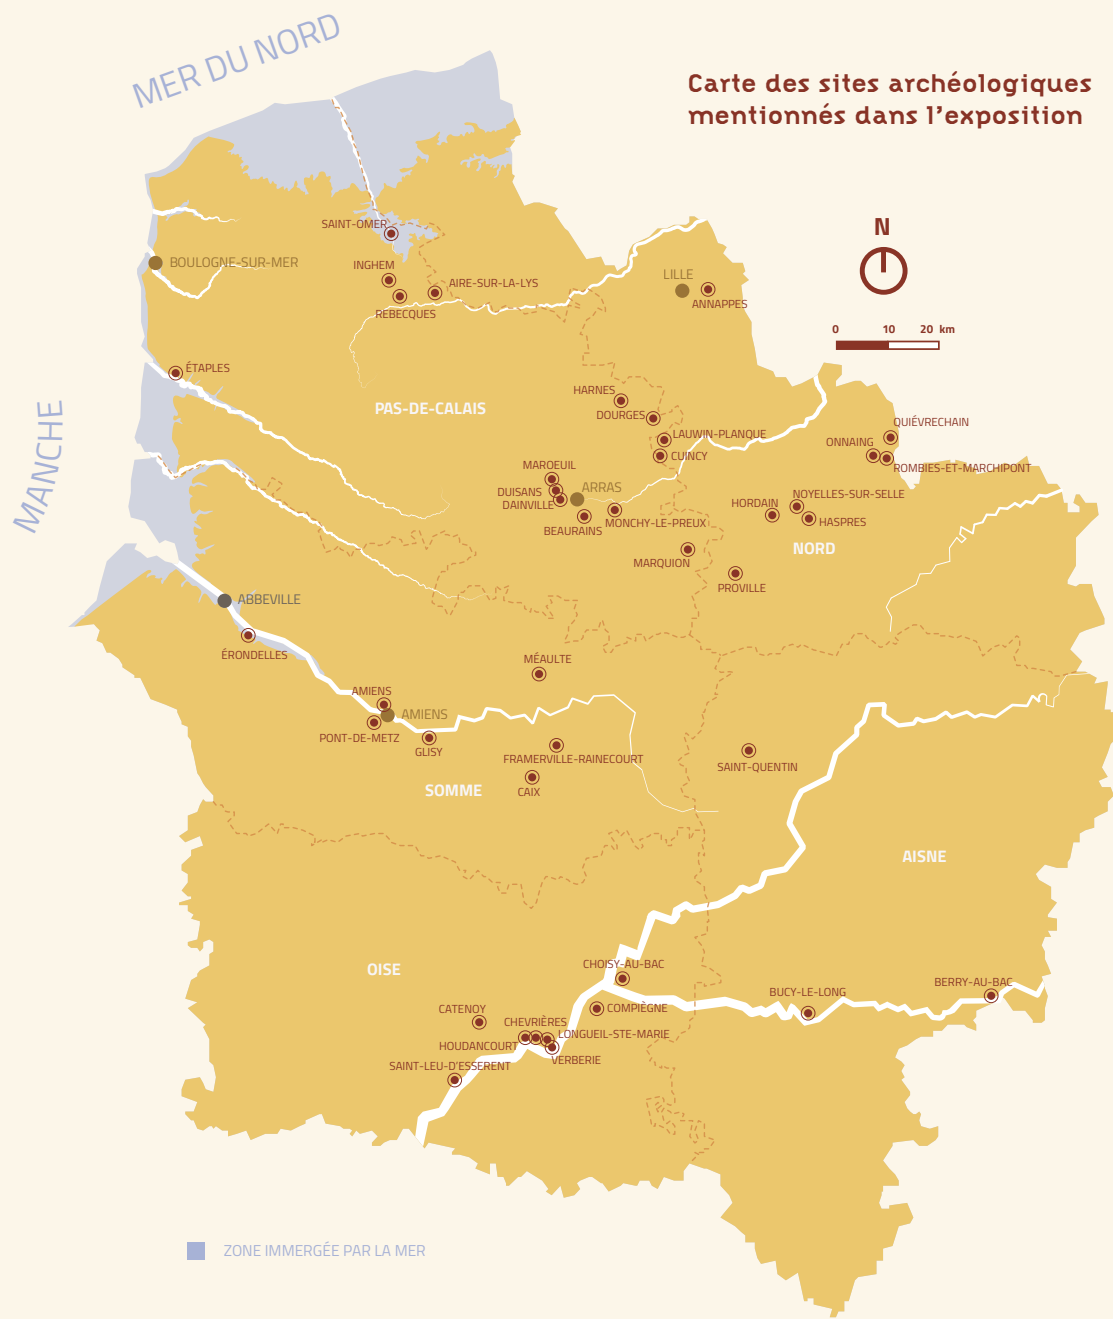 MER DU NORD
Carte des sites archéologiques
mentionnés dans l'exposition
N
SAINT-OMER
BOULOGNE-SUR-MER
INGHEM
AIRE-SUR-LA-LYS
REBECQUES
LILLE
ANNAPPES
0 10 20 km
ÉTAPLES
MANCHE
PAS-DE-CALAIS
HARNES
DOURGES
LAUWIN-PLANQUE
CUINCY
QUIÉVRECHAIN
ONNAING
ROMBIES-ET-MARCHIPONT
MAROEUIL
DUISANS
DAINVILLE
ARRAS
BEAURAINS
MONCHY-LE-PREUX
HORDAIN
NOYELLES-SUR-SELLE
HASPRES
NORD
MARQUION
PROVILLE
ABBEVILLE
ÉRONDELLES
MÉAULTE
AMIENS
AMIENS
PONT-DE-METZ
GLISY
FRAMERVILLE-RAINECOURT
CAIX
SAINT-QUENTIN
SOMME
AISNE
OISE
CHOISY-AU-BAC
COMPIÈGNE
BUCY-LE-LONG
BERRY-AU-BAC
CATENOY
CHEVRIÈRES
LONGUEIL-STE-MARIE
HOUDANCOURT
VERBERIE
SAINT-LEU-D'ESSERENT
ZONE IMMERGÉE PAR LA MER